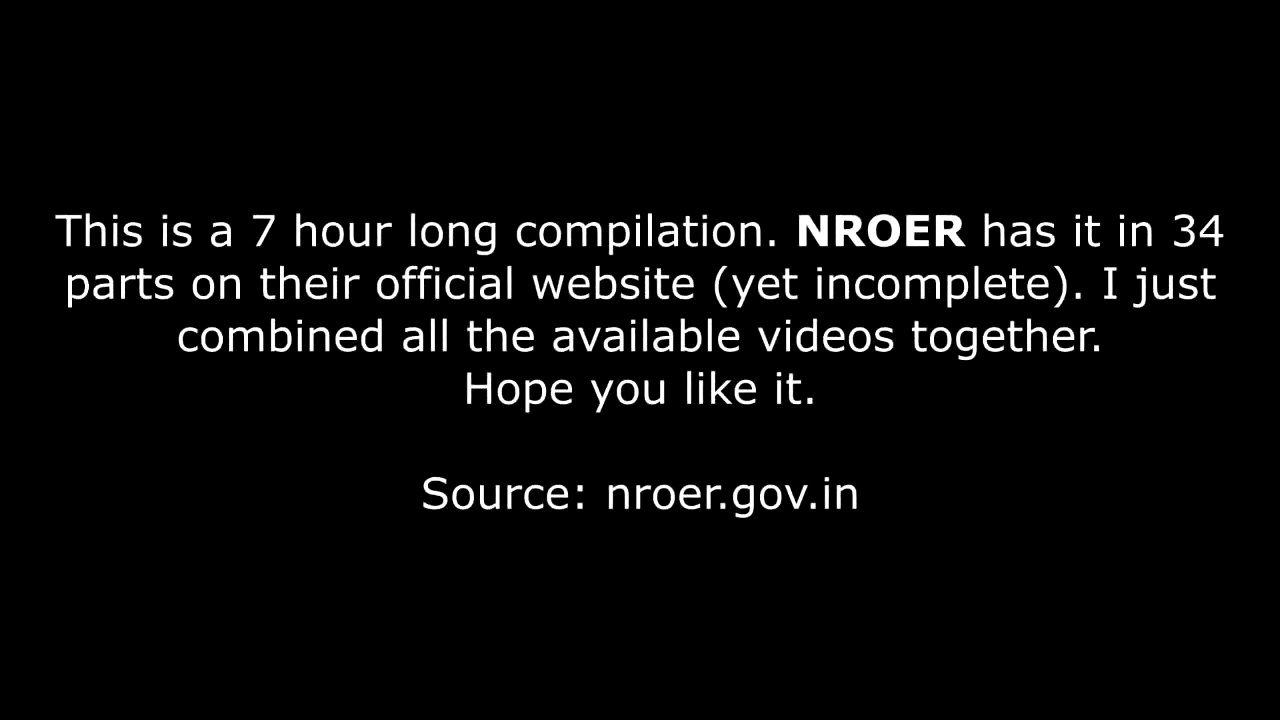 This is a 7 hour long compilation. NROER has it in 34
parts on their official website (yet incomplete). I just
combined all the available videos together.
Hope you like it.
Source: nroer.gov.in